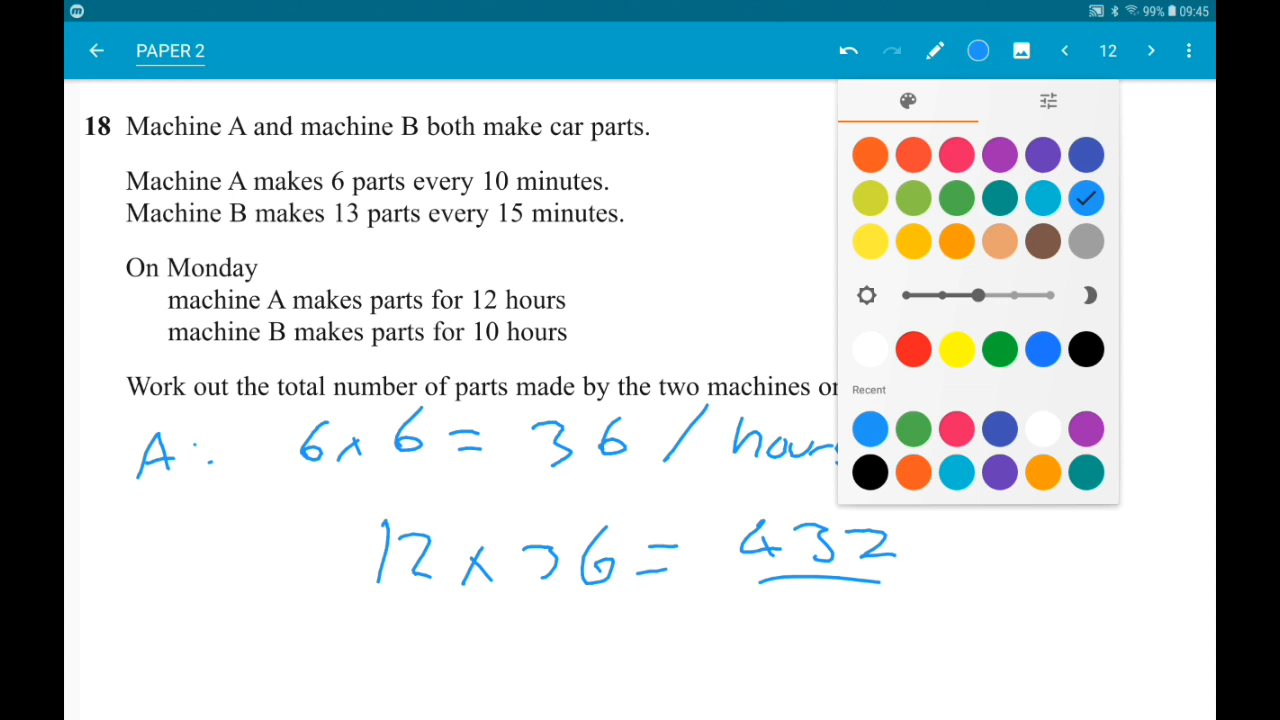 99% 09:45
PAPER 2 12
18 Machine A and machine B both make car parts.
Machine A makes 6 parts every 10 minutes.
Machine B makes 13 parts every 15 minutes.
On Monday
machine A makes parts for 12 hours
machine B makes parts for 10 hours
Work out the total number of parts made by the two machines or
Recent
A: 6 x 6 = 36 / hours
12 x 36 = 432